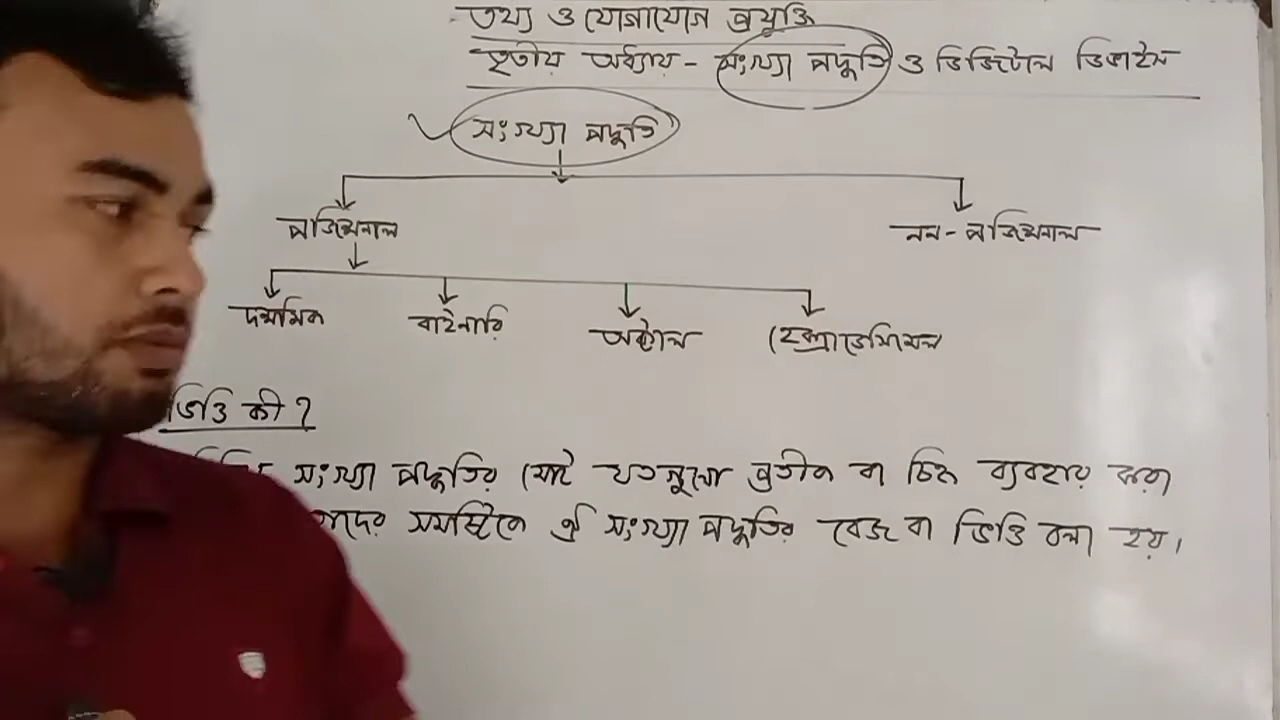 তথ্য ও যোগাযোগ প্রযুক্তি
তৃতীয় অধ্যায় - সংখ্যা পদ্ধতি ও ডিজিটাল ডিভাইস
সংখ্যা পদ্ধতি
পজিশনাল
নন-পজিশনাল
দশমিক
বাইনারি
অক্টাল
হেক্সাডেসিমেল
ভিত্তি কী?
সংখ্যা পদ্ধতির মোট যতগুলো প্রতীক বা চিহ্ন ব্যবহার করা
সমষ্টিকে ঐ সংখ্যা পদ্ধতির বেজ বা ভিত্তি বলা হয়।